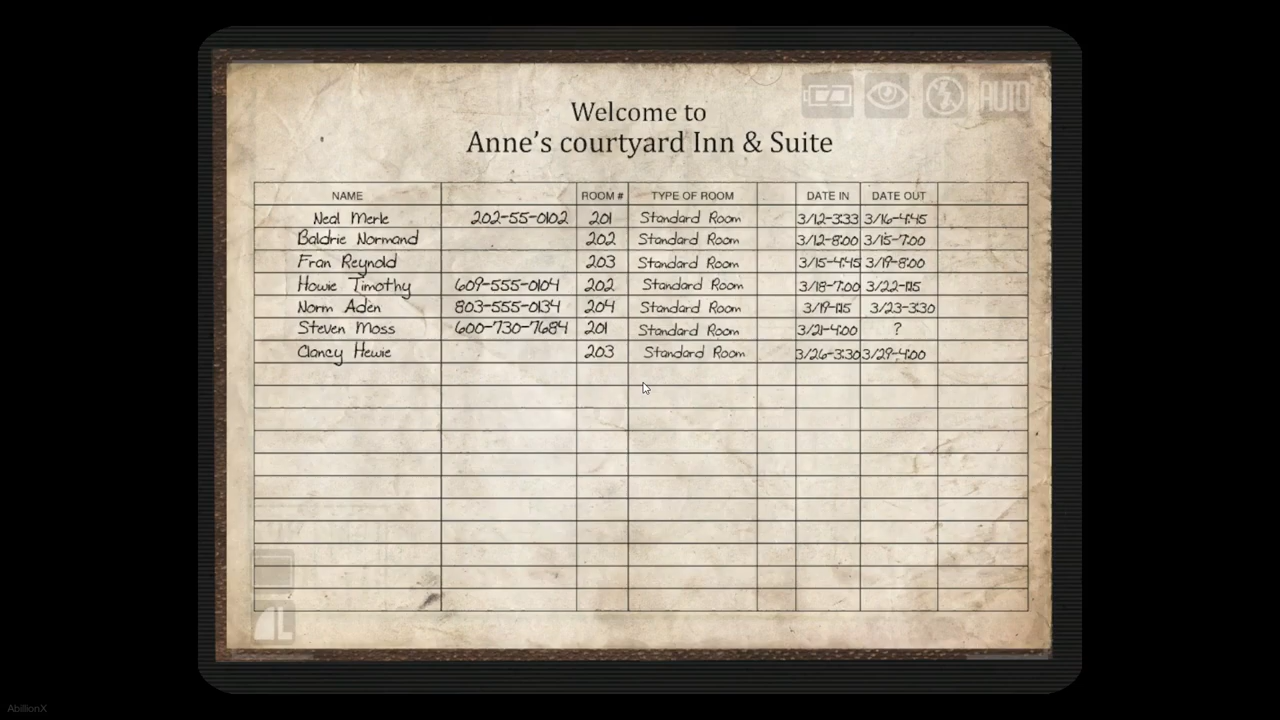 AUTO
Welcome to
Anne's courtyard Inn & Suite
NAME ROOM # TYPE OF ROOM DATE IN DATE OUT
Neal Merle 202-55-0102 201 Standard Room 3/12-3:33 3/16-4:45
Baldrie Normand 202 Standard Room 3/12-8:00 3/15-7:00
Fran Reynold 203 Standard Room 3/15-4:45 3/19-8:00
Howie Timothy 609-555-0104 202 Standard Room 3/18-7:00 3/22-1:15
Norm Aden 803-555-0134 204 Standard Room 3/19-1:15 3/23-3:30
Steven Moss 600-730-7684 201 Standard Room 3/21-4:00 ?
Clancy Hewie 203 Standard Room 3/26-3:30 3/29-4:00
L
AbillionX